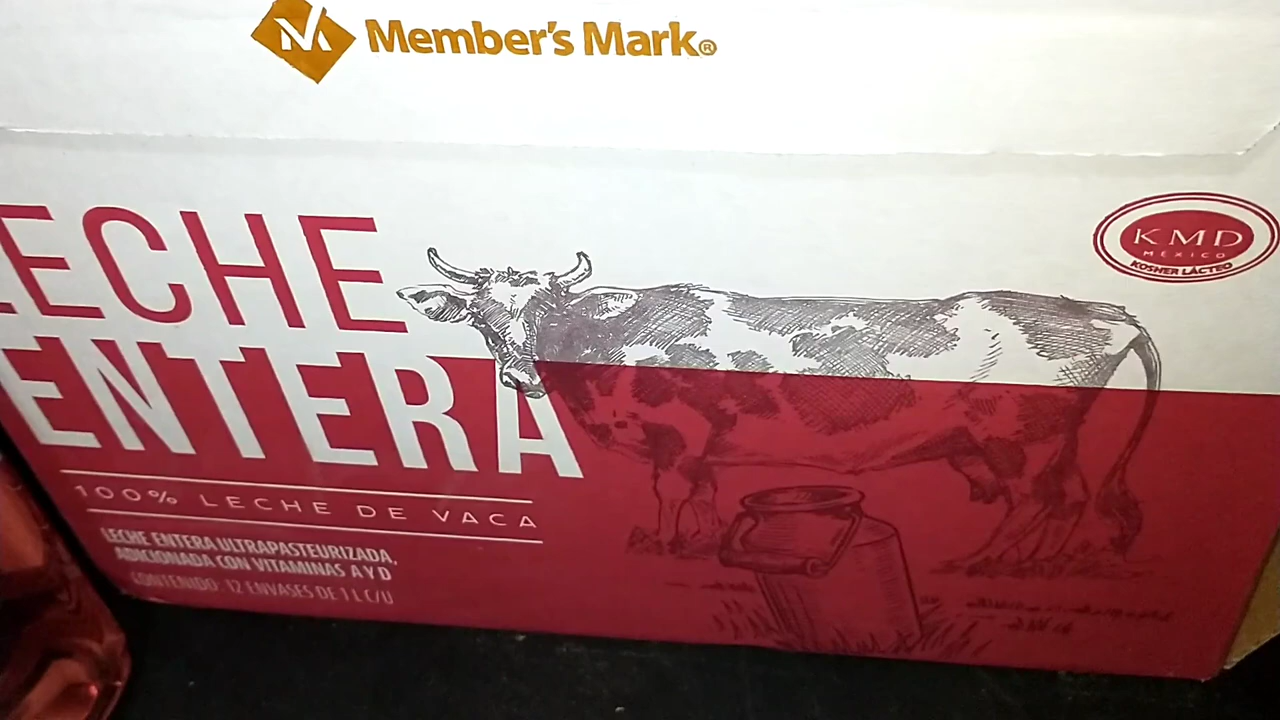 Member's Mark®
LECHE
ENTERA
100% LECHE DE VACA
LECHE ENTERA ULTRAPASTEURIZADA,
ADICIONADA CON VITAMINAS A Y D
CONTENIDO: 12 ENVASES DE 1 L C/U
KMD
MÉXICO
KOSHER LÁCTEO